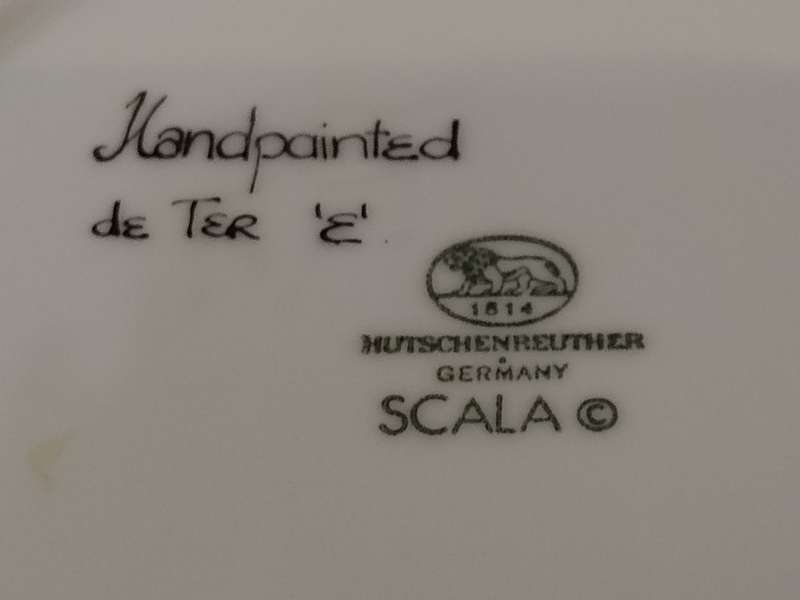 Handpainted
de TER 'E'
1814
HUTSCHENREUTHER
GERMANY
SCALA ©